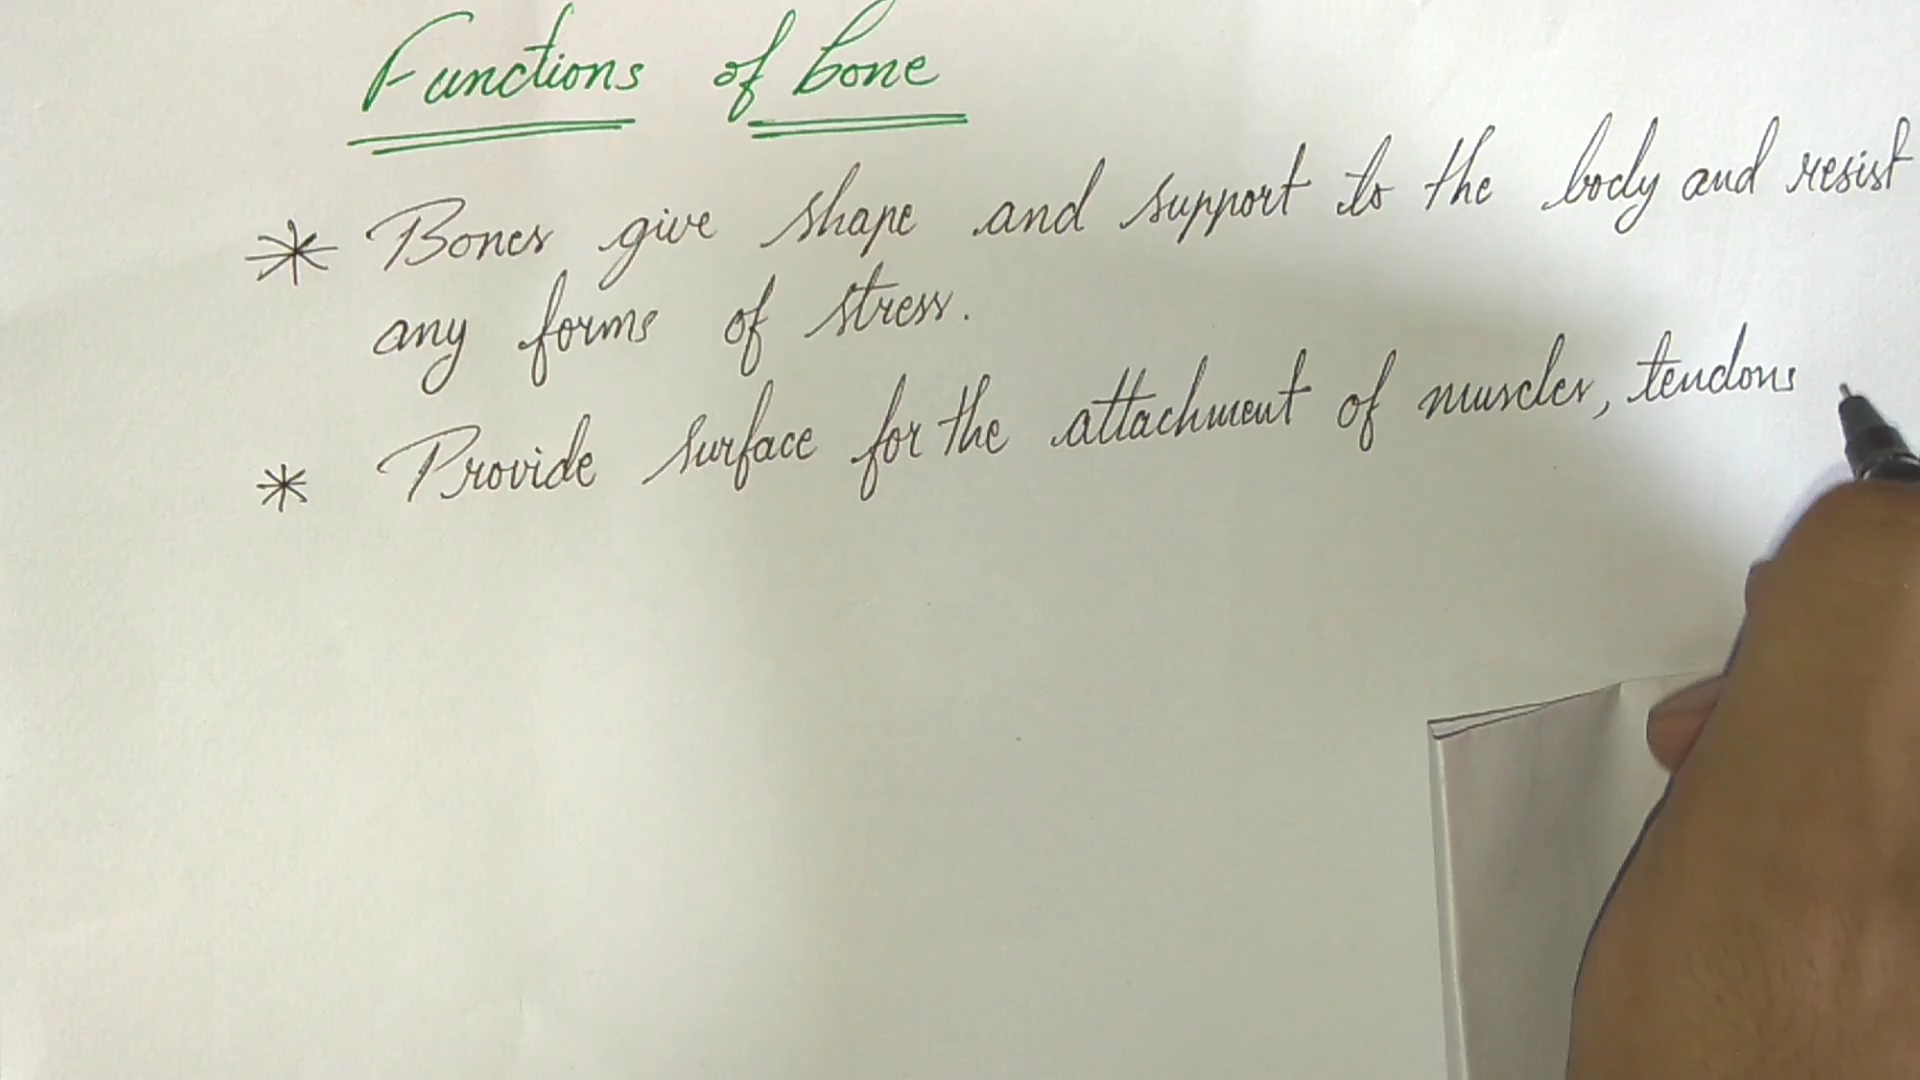 Functions of bone
* Bones give shape and support to the body and resist
any forms of stress.
* Provide surface for the attachment of muscles, tendons